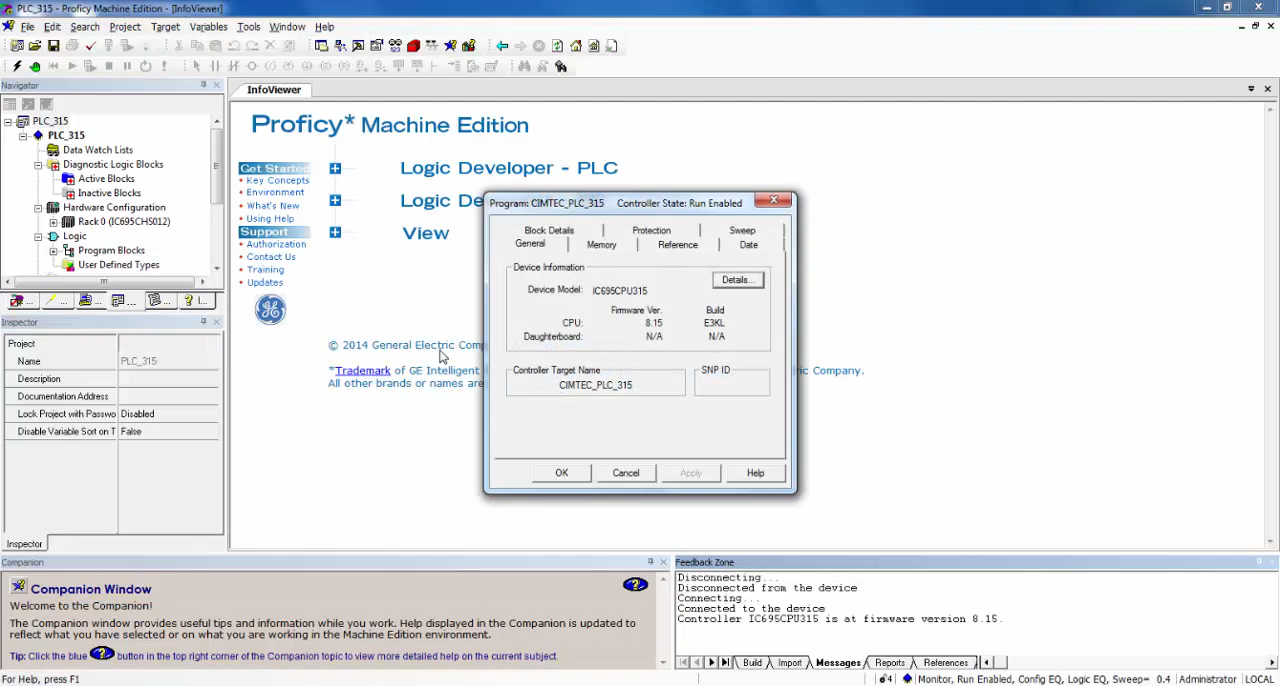 PLC_315 - Proficy Machine Edition - [InfoViewer]
File Edit Search Project Target Variables Tools Window Help
Navigator
InfoViewer
PLC_315
PLC_315
Data Watch Lists
Diagnostic Logic Blocks
Active Blocks
Inactive Blocks
Hardware Configuration
Rack 0 (IC695CHS012)
Logic
Program Blocks
User Defined Types
Proficy* Machine Edition
Get Started
Key Concepts
Environment
What's New
Using Help
Support
Authorization
Contact Us
Training
Updates
Logic Developer - PLC
Logic De
View
© 2014 General Electric Comp
*Trademark of GE Intelligent
ic Company.
All other brands or names are
Program: CIMTEC_PLC_315 Controller State: Run Enabled
Block Details Protection Sweep
General Memory Reference Date
Device Information
Details...
Device Model: IC695CPU315
Firmware Ver. Build
CPU: 8.15 E3KL
Daughterboard: N/A N/A
Controller Target Name
SNP ID
CIMTEC_PLC_315
OK Cancel Apply Help
Inspector
Project
Name PLC_315
Description
Documentation Address
Lock Project with Passwo Disabled
Disable Variable Sort on T False
Inspector
Companion
Companion Window
Welcome to the Companion!
The Companion window provides useful tips and information while you work. Help displayed in the Companion is updated to
reflect what you have selected or on what you are working in the Machine Edition environment.
Tip: Click the blue ? button in the top right corner of the Companion topic to view more detailed help on the current subject.
Feedback Zone
Disconnecting...
Disconnected from the device
Connecting...
Connected to the device
Controller IC695CPU315 is at firmware version 8.15.
Build Import Messages Reports References
For Help, press F1
4 Monitor, Run Enabled, Config EQ, Logic EQ, Sweep= 0.4 Administrator LOCAL